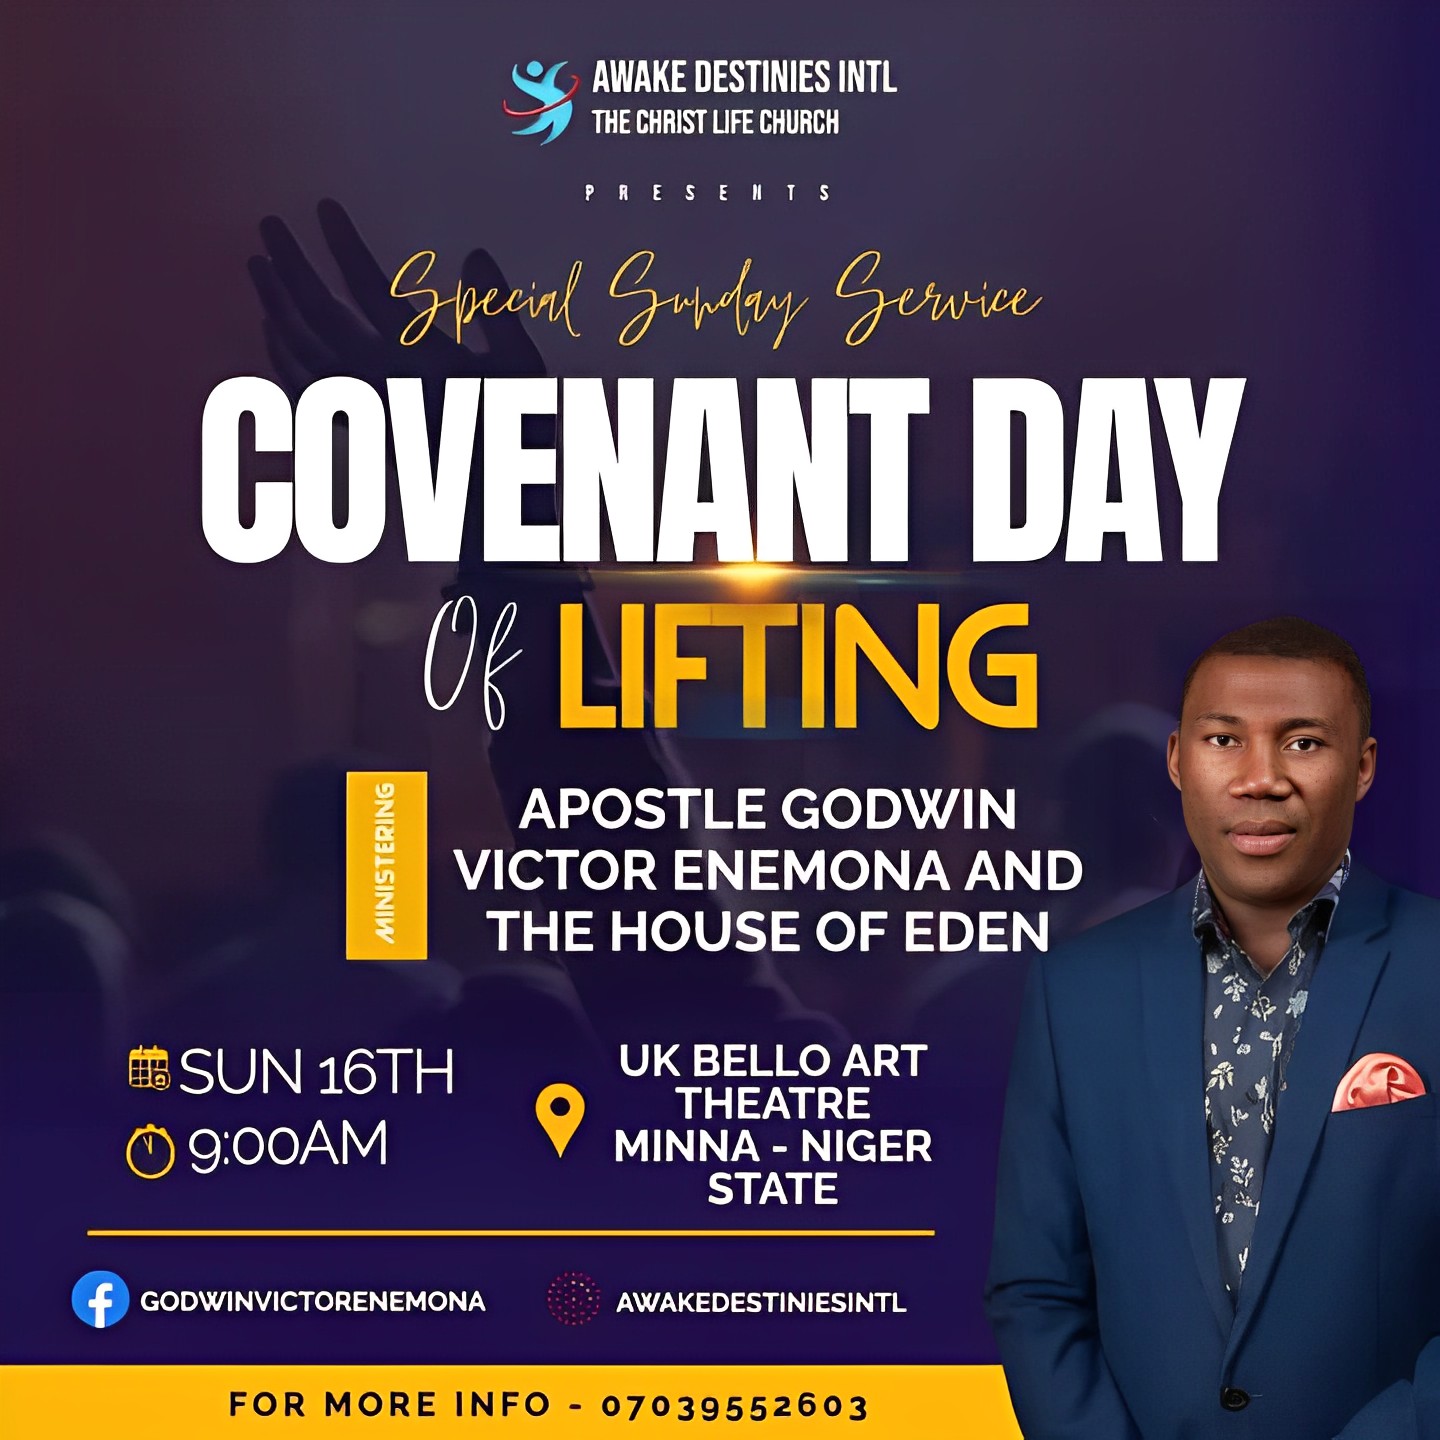 AWAKE DESTINIES INTL
THE CHRIST LIFE CHURCH
PRESENTS
Special Sunday Service
COVENANT DAY
Of LIFTING
MINISTERING
APOSTLE GODWIN
VICTOR ENEMONA AND
THE HOUSE OF EDEN
SUN 16TH
9:00AM
UK BELLO ART
THEATRE
MINNA - NIGER
STATE
GODWINVICTORENEMONA
AWAKEDESTINIESINTL
FOR MORE INFO - 07039552603